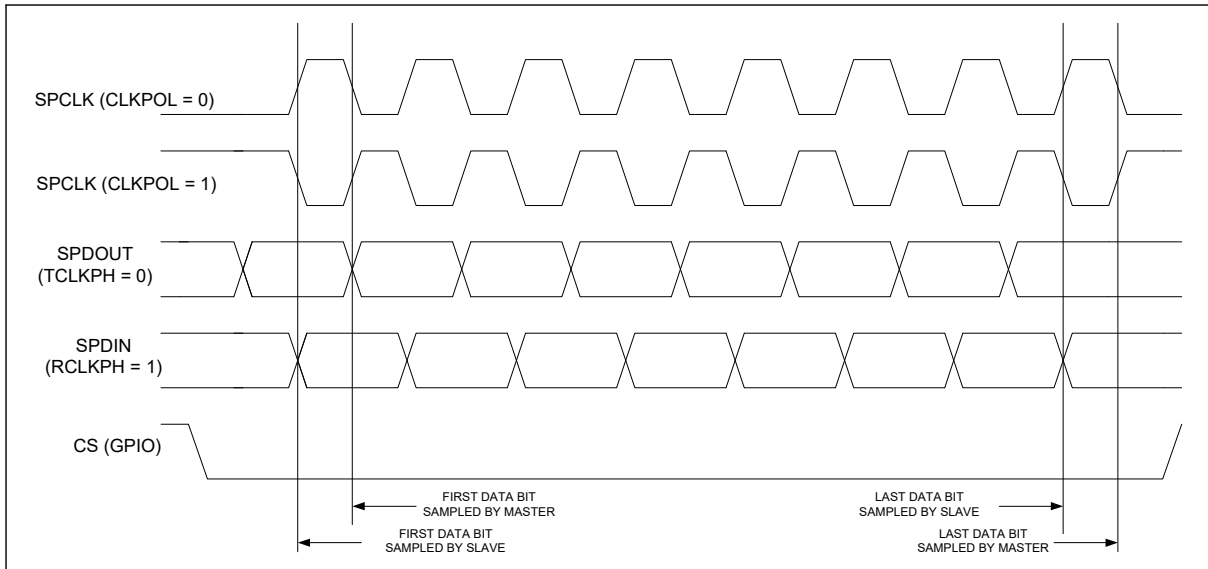 SPCLK (CLKPOL = 0)
SPCLK (CLKPOL = 1)
SPDOUT
(TCLKPH = 0)
SPDIN
(RCLKPH = 1)
CS (GPIO)
FIRST DATA BIT
SAMPLED BY MASTER
LAST DATA BIT
SAMPLED BY SLAVE
FIRST DATA BIT
SAMPLED BY SLAVE
LAST DATA BIT
SAMPLED BY MASTER